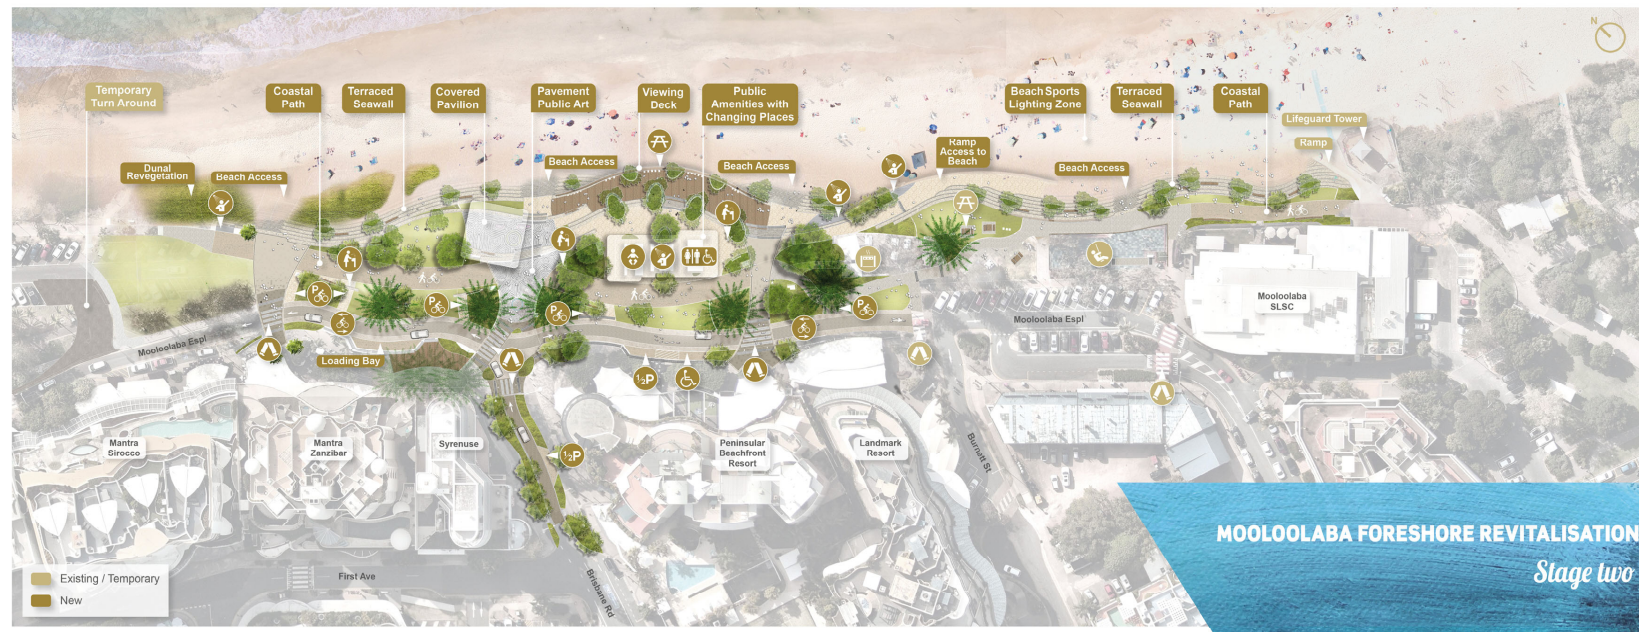 N
Temporary
Turn Around
Coastal
Path
Terraced
Seawall
Covered
Pavilion
Pavement
Public Art
Viewing
Deck
Public
Amenities with
Changing Places
Beach Sports
Lighting Zone
Terraced
Seawall
Coastal
Path
Lifeguard Tower
Ramp
Dunal
Revegetation
Beach Access
Beach Access
Beach Access
Ramp
Access to
Beach
Beach Access
P
P
P
P
Mooloolaba Espl
Loading Bay
½P
½P
Mooloolaba Espl
Mooloolaba
SLSC
Mantra
Sirocco
Mantra
Zanzibar
Syrenuse
Peninsular
Beachfront
Resort
Landmark
Resort
Burnett St
First Ave
Brisbane Rd
Existing / Temporary
New
MOOLOOLABA FORESHORE REVITALISATION
Stage two